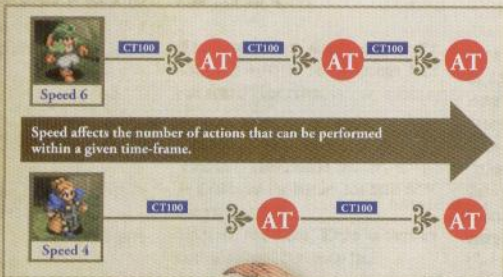 CT100 AT CT100 AT CT100 AT
Speed 6
Speed affects the number of actions that can be performed
within a given time-frame.
CT100 AT CT100 AT
Speed 4